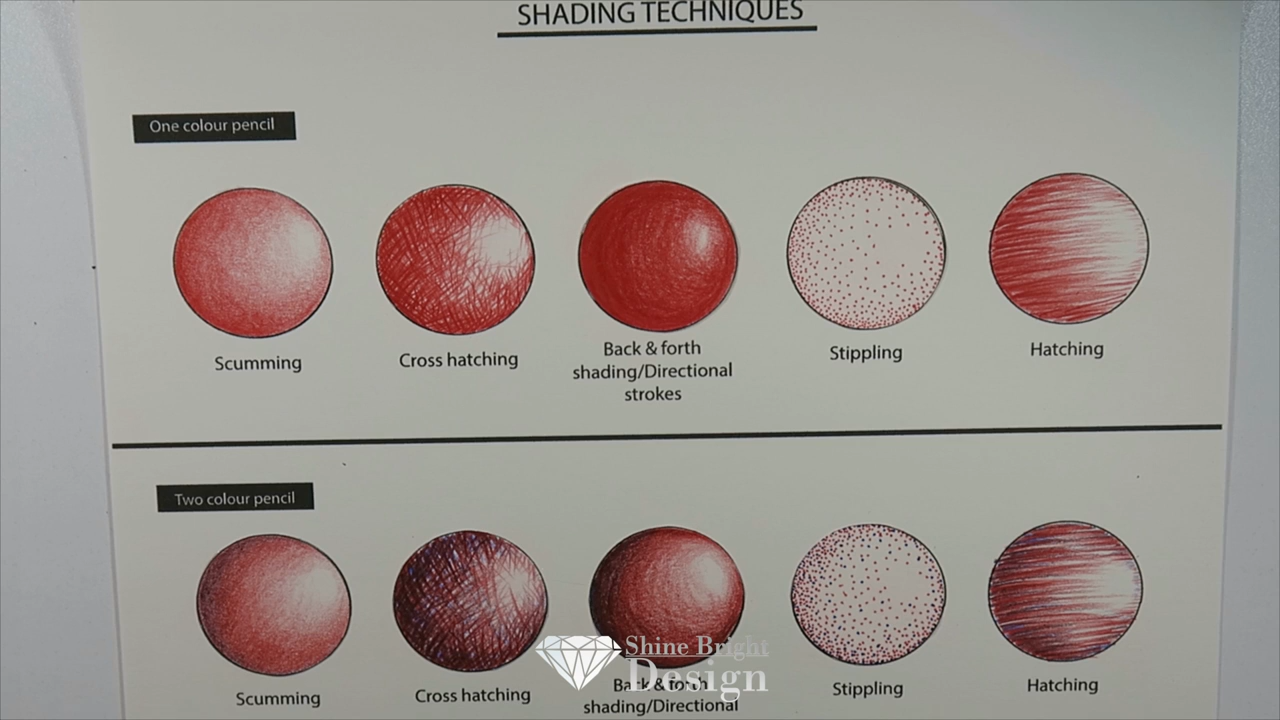 SHADING TECHNIQUES
One colour pencil
Scumming
Cross hatching
Back & forth
shading/Directional
strokes
Stippling
Hatching
Two colour pencil
Scumming
Cross hatching
Back & forth
shading/Directional
Stippling
Hatching
Shine Bright
Design